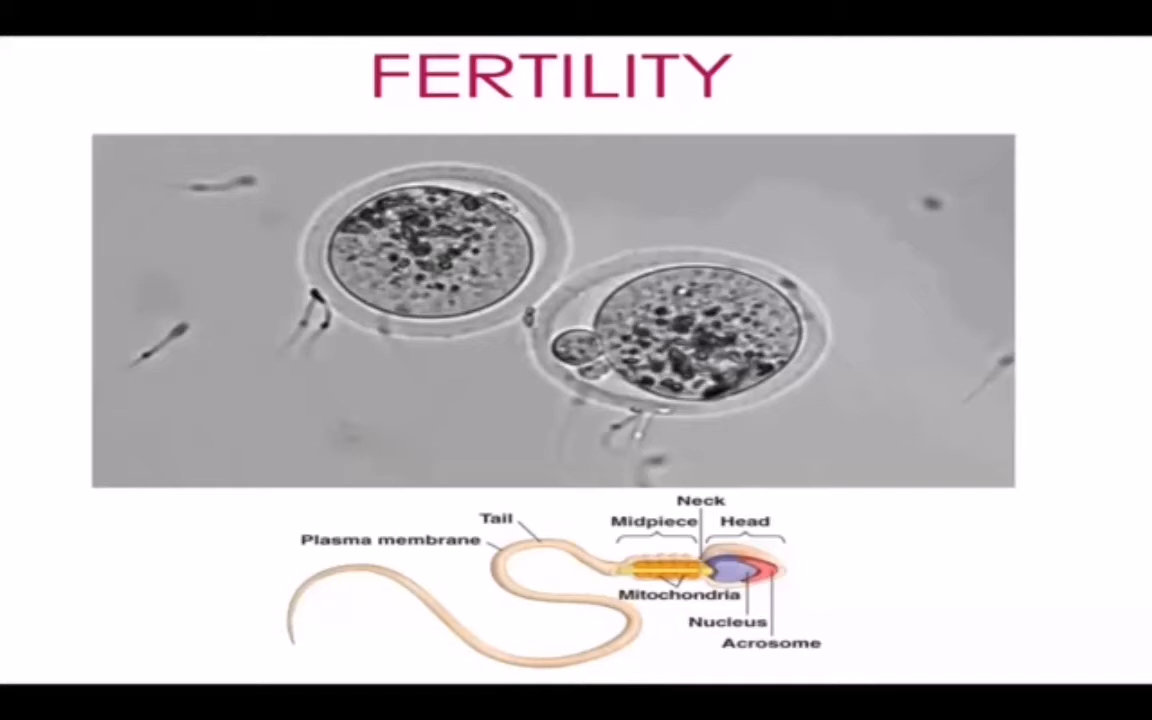 FERTILITY
Neck
Tail
Midpiece
Head
Plasma membrane
Mitochondria
Nucleus
Acrosome